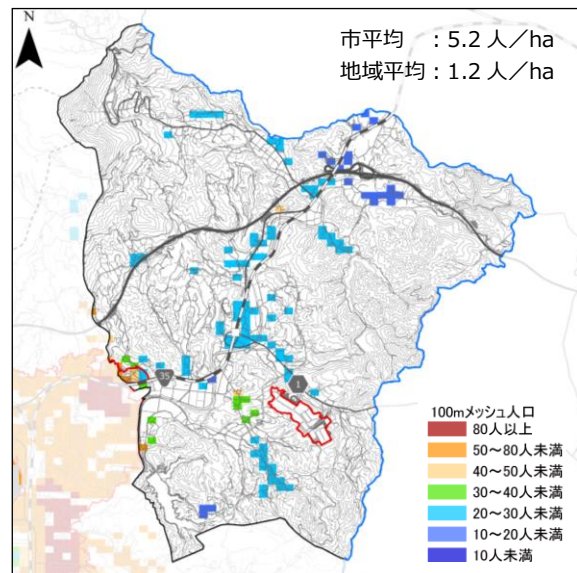 N
市平均　：5.2 人／ha
地域平均：1.2 人／ha
35
1
100mメッシュ人口
80人以上
50～80人未満
40～50人未満
30～40人未満
20～30人未満
10～20人未満
10人未満